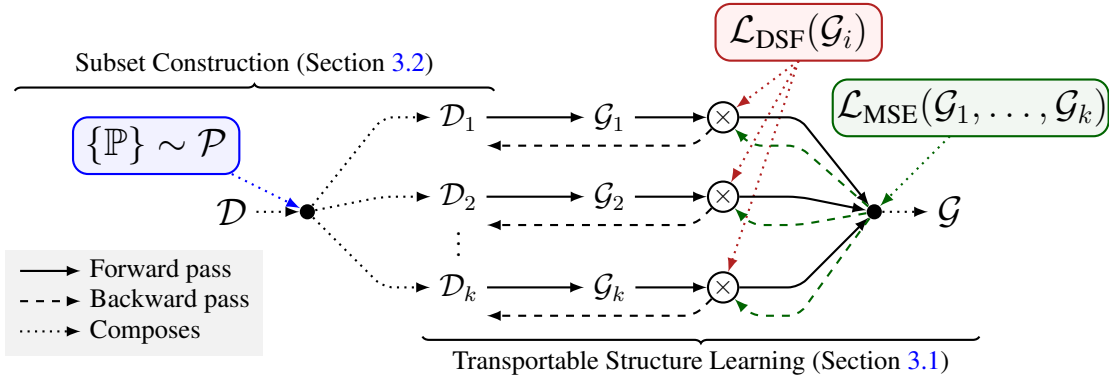 Subset Construction (Section 3.2)
ℒ_DSF(𝒢_i)
ℒ_MSE(𝒢_1, . . . , 𝒢_k)
{ℙ} ∼ 𝒫
𝒟_1 𝒢_1 ×
𝒟 𝒟_2 𝒢_2 × 𝒢
⋮
𝒟_k 𝒢_k ×
Forward pass
Backward pass
Composes
Transportable Structure Learning (Section 3.1)